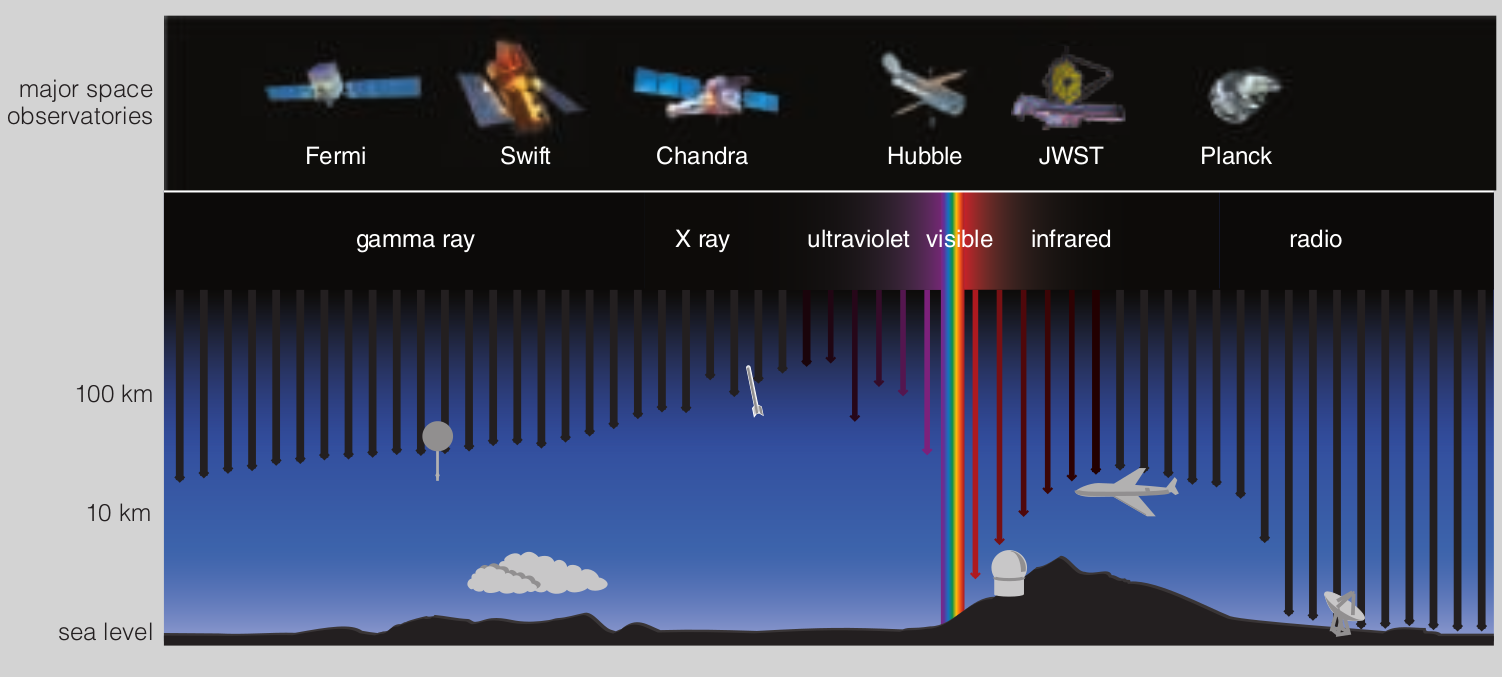 major space
observatories
Fermi
Swift
Chandra
Hubble
JWST
Planck
gamma ray
X ray
ultraviolet
visible
infrared
radio
100 km
10 km
sea level